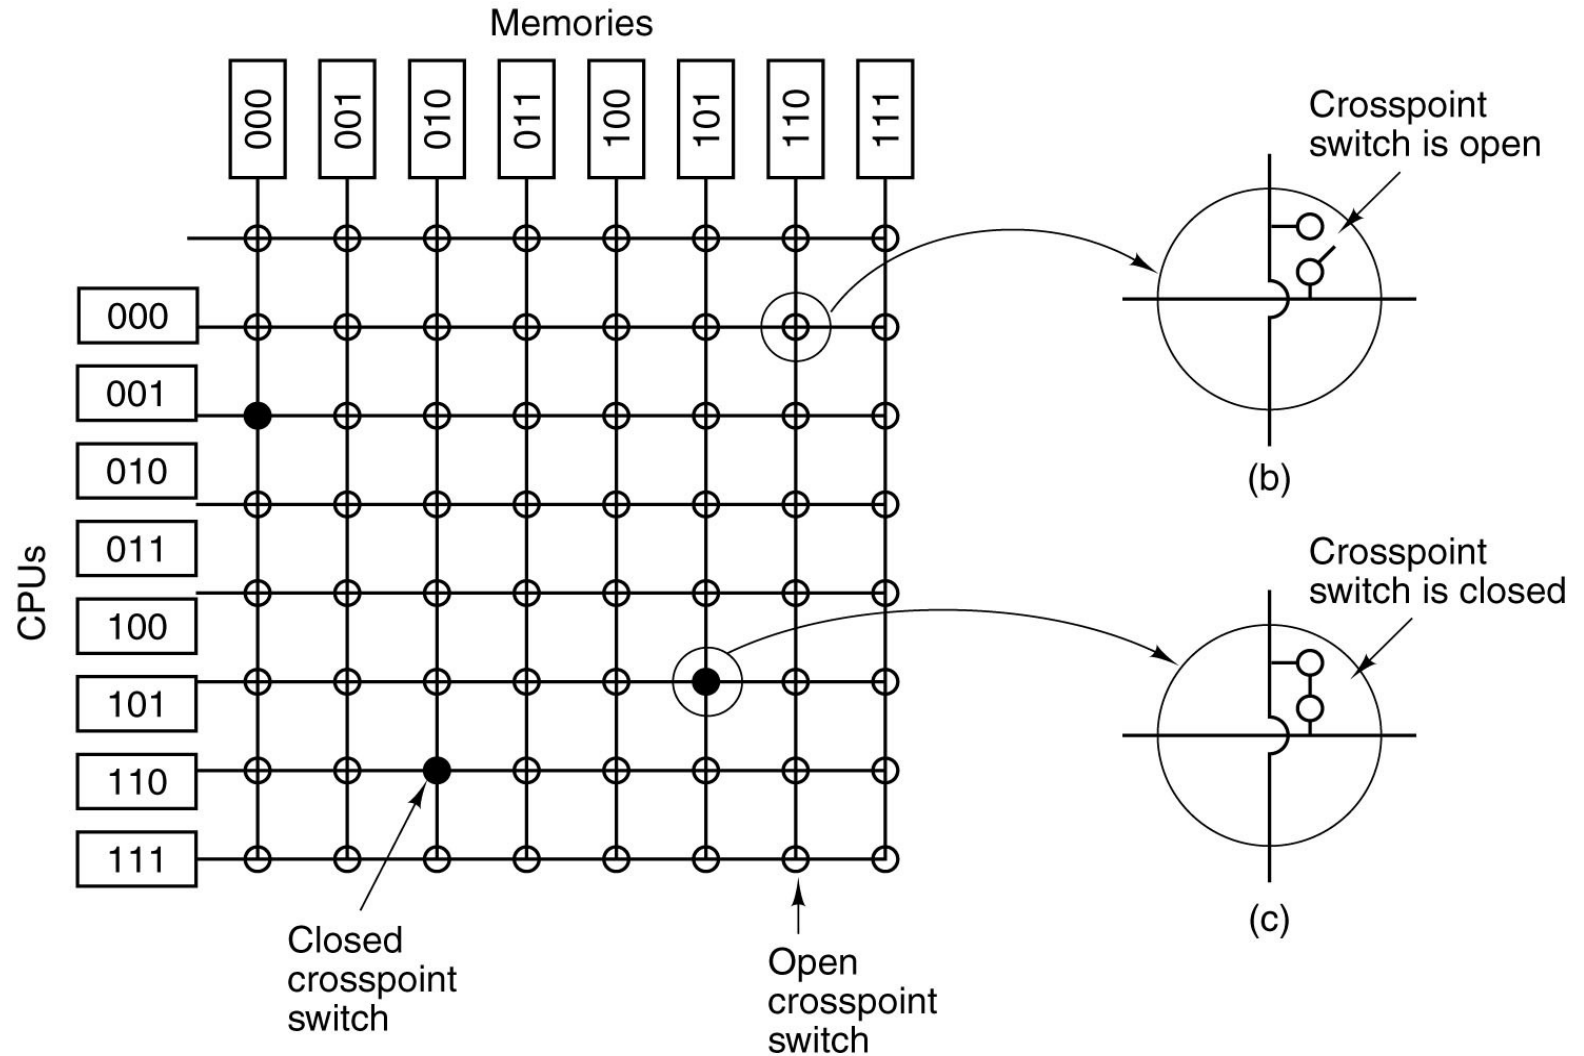 Memories
000
001
010
011
100
101
110
111
CPUs
000
001
010
011
100
101
110
111
Crosspoint
switch is open
(b)
Crosspoint
switch is closed
(c)
Closed
crosspoint
switch
Open
crosspoint
switch